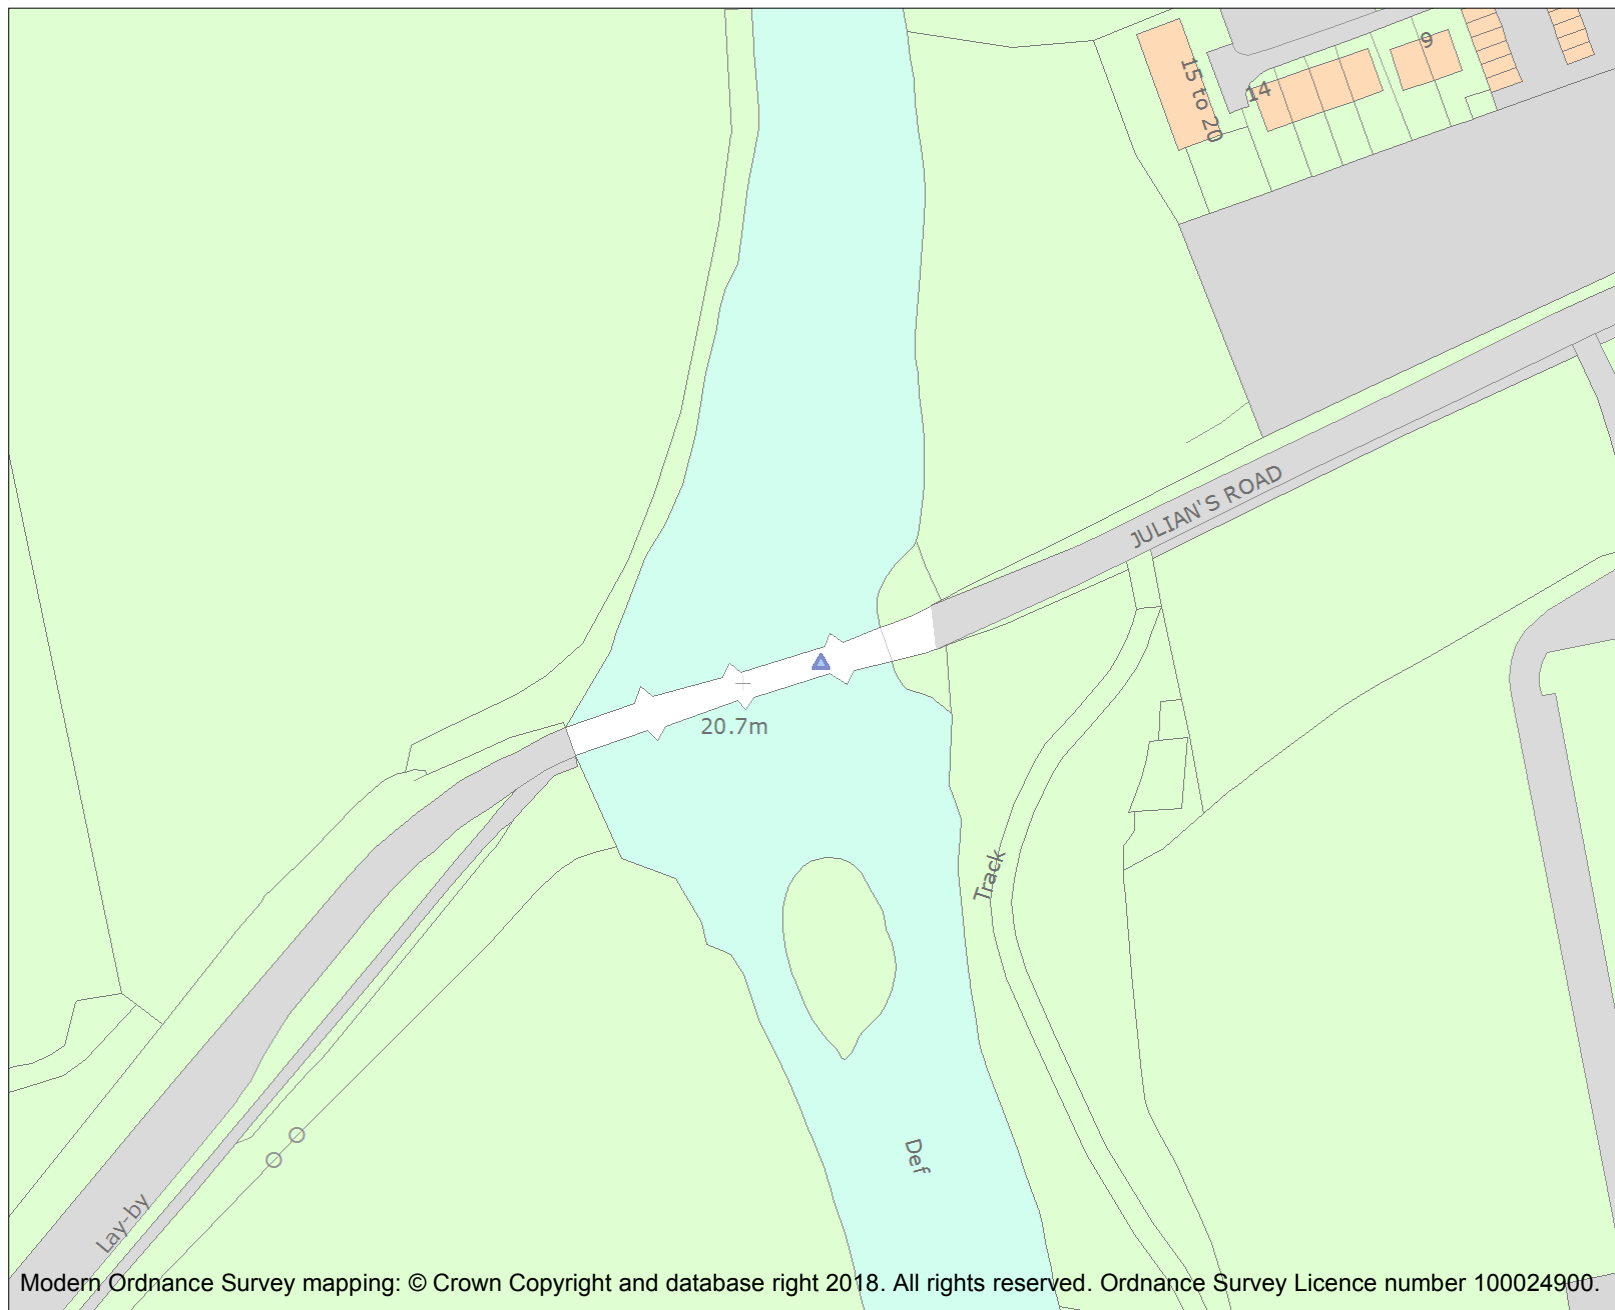 9
14
15 to 20
JULIAN'S ROAD
20.7m
Track
Def
Lay-by
Modern Ordnance Survey mapping: © Crown Copyright and database right 2018. All rights reserved. Ordnance Survey Licence number 100024900.